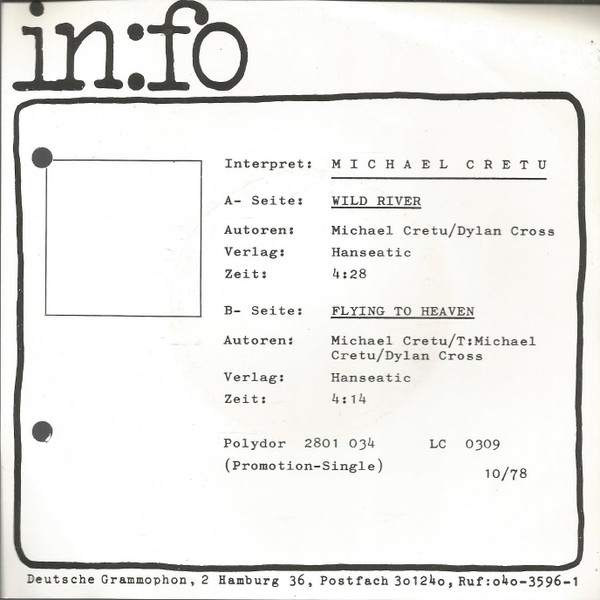 in:fo
Interpret: MICHAEL CRETU
A- Seite: WILD RIVER
Autoren: Michael Cretu/Dylan Cross
Verlag: Hanseatic
Zeit: 4:28
B- Seite: FLYING TO HEAVEN
Autoren: Michael Cretu/T:Michael
Cretu/Dylan Cross
Verlag: Hanseatic
Zeit: 4:14
Polydor 2801 034 LC 0309
(Promotion-Single)
10/78
Deutsche Grammophon, 2 Hamburg 36, Postfach 301240, Ruf:040-3596-1